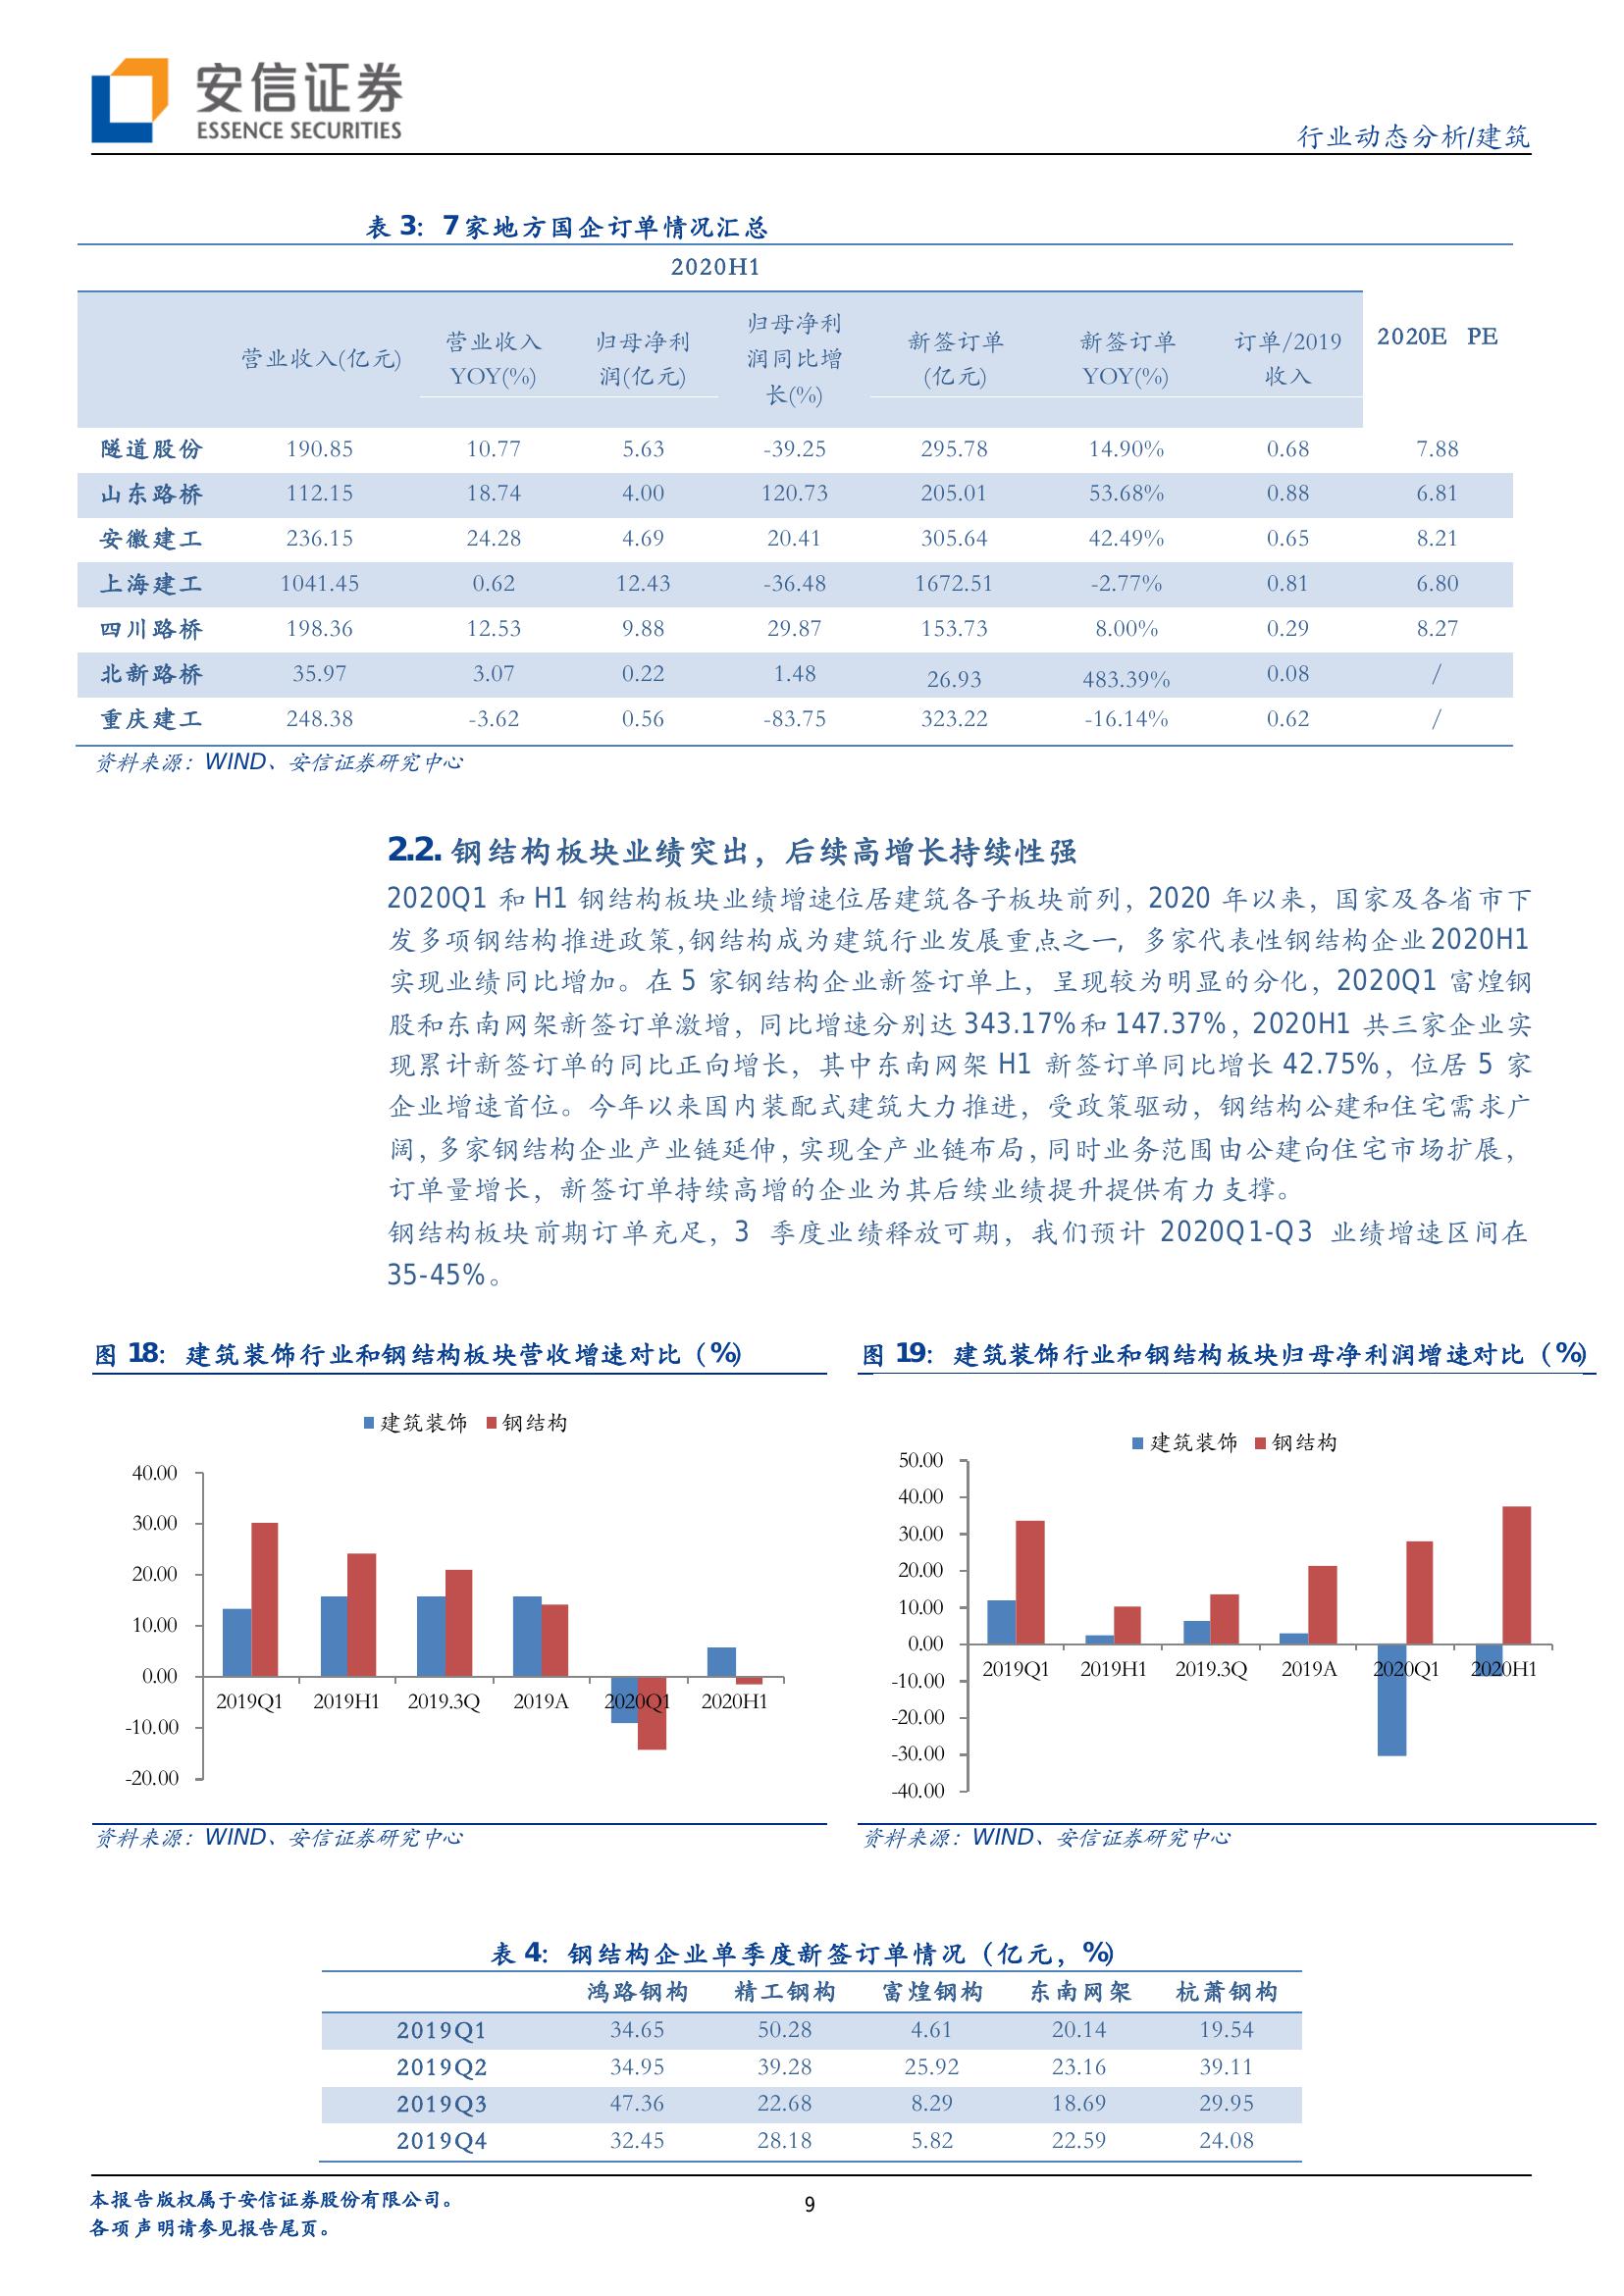 安信证券
ESSENCE SECURITIES
行业动态分析/建筑
表 3：7 家地方国企订单情况汇总
2020H1
营业收入(亿元) 营业收入YOY(%) 归母净利润(亿元) 归母净利润同比增长(%) 新签订单(亿元) 新签订单YOY(%) 订单/2019收入 2020E PE
隧道股份 190.85 10.77 5.63 -39.25 295.78 14.90% 0.68 7.88
山东路桥 112.15 18.74 4.00 120.73 205.01 53.68% 0.88 6.81
安徽建工 236.15 24.28 4.69 20.41 305.64 42.49% 0.65 8.21
上海建工 1041.45 0.62 12.43 -36.48 1672.51 -2.77% 0.81 6.80
四川路桥 198.36 12.53 9.88 29.87 153.73 8.00% 0.29 8.27
北新路桥 35.97 3.07 0.22 1.48 26.93 483.39% 0.08 /
重庆建工 248.38 -3.62 0.56 -83.75 323.22 -16.14% 0.62 /
资料来源：WIND、安信证券研究中心
2.2. 钢结构板块业绩突出，后续高增长持续性强
2020Q1 和 H1 钢结构板块业绩增速位居建筑各子板块前列，2020 年以来，国家及各省市下
发多项钢结构推进政策，钢结构成为建筑行业发展重点之一，多家代表性钢结构企业 2020H1
实现业绩同比增加。在 5 家钢结构企业新签订单上，呈现较为明显的分化，2020Q1 富煌钢
股和东南网架新签订单激增，同比增速分别达 343.17%和 147.37%，2020H1 共三家企业实
现累计新签订单的同比正向增长，其中东南网架 H1 新签订单同比增长 42.75%，位居 5 家
企业增速首位。今年以来国内装配式建筑大力推进，受政策驱动，钢结构公建和住宅需求广
阔，多家钢结构企业产业链延伸，实现全产业链布局，同时业务范围由公建向住宅市场扩展，
订单量增长，新签订单持续高增的企业为其后续业绩提升提供有力支撑。
钢结构板块前期订单充足，3 季度业绩释放可期，我们预计 2020Q1-Q3 业绩增速区间在
35-45%。
图 18：建筑装饰行业和钢结构板块营收增速对比（%）
建筑装饰 钢结构
40.00
30.00
20.00
10.00
0.00
-10.00
-20.00
2019Q1 2019H1 2019.3Q 2019A 2020Q1 2020H1
资料来源：WIND、安信证券研究中心
图 19：建筑装饰行业和钢结构板块归母净利润增速对比（%）
建筑装饰 钢结构
50.00
40.00
30.00
20.00
10.00
0.00
-10.00
-20.00
-30.00
-40.00
2019Q1 2019H1 2019.3Q 2019A 2020Q1 2020H1
资料来源：WIND、安信证券研究中心
表 4：钢结构企业单季度新签订单情况（亿元，%）
鸿路钢构 精工钢构 富煌钢构 东南网架 杭萧钢构
2019Q1 34.65 50.28 4.61 20.14 19.54
2019Q2 34.95 39.28 25.92 23.16 39.11
2019Q3 47.36 22.68 8.29 18.69 29.95
2019Q4 32.45 28.18 5.82 22.59 24.08
本报告版权属于安信证券股份有限公司。
各项声明请参见报告尾页。
9